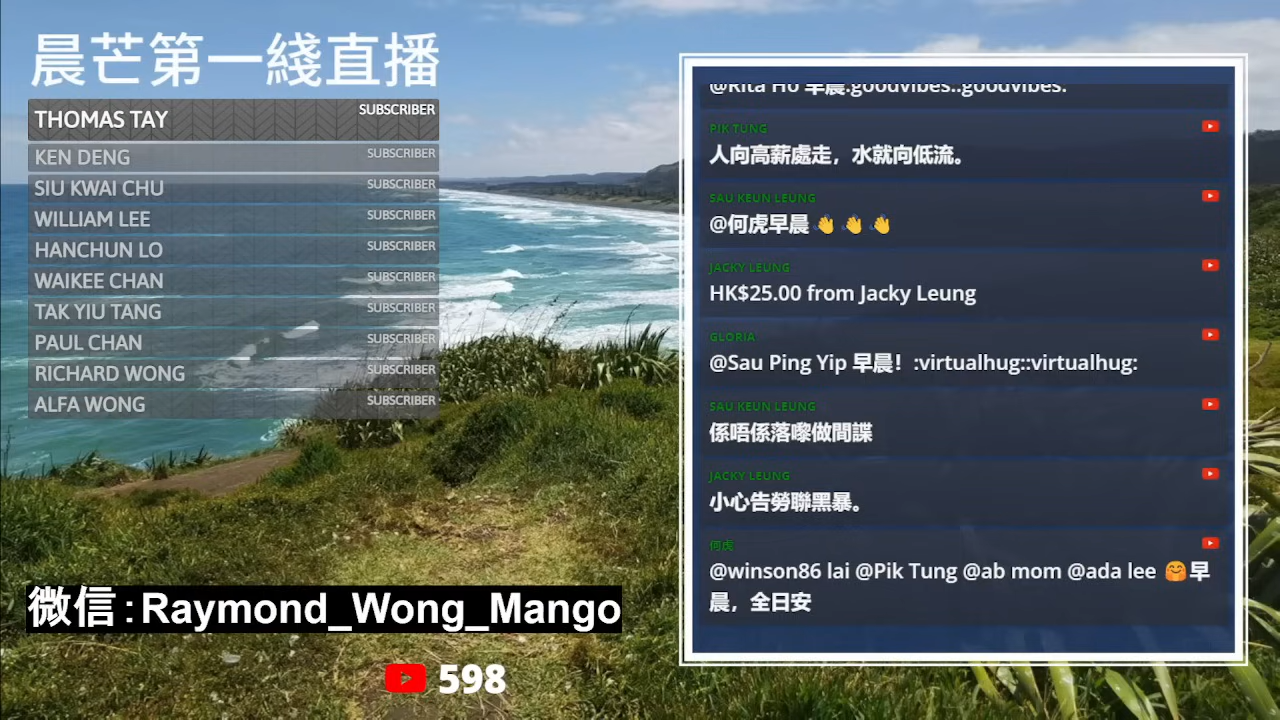 晨芒第一綫直播
THOMAS TAY SUBSCRIBER
KEN DENG SUBSCRIBER
SIU KWAI CHU SUBSCRIBER
WILLIAM LEE SUBSCRIBER
HANCHUN LO SUBSCRIBER
WAIKEE CHAN SUBSCRIBER
TAK YIU TANG SUBSCRIBER
PAUL CHAN SUBSCRIBER
RICHARD WONG SUBSCRIBER
ALFA WONG SUBSCRIBER
微信:Raymond_Wong_Mango
598
@Rita Ho 早晨:goodvibes::goodvibes:
PIK TUNG
人向高薪處走，水就向低流。
SAU KEUN LEUNG
@何虎早晨👋👋👋
JACKY LEUNG
HK$25.00 from Jacky Leung
GLORIA
@Sau Ping Yip 早晨！:virtualhug::virtualhug:
SAU KEUN LEUNG
係唔係落嚟做間諜
JACKY LEUNG
小心告勞聯黑暴。
何虎
@winson86 lai @Pik Tung @ab mom @ada lee 🤗早
晨，全日安